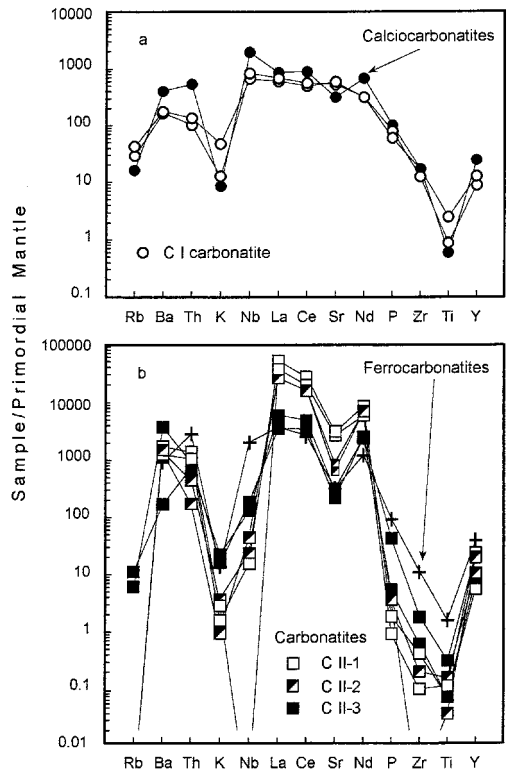 10000
a
Calciocarbonatites
1000
100
10
1
C I carbonatite
0.1
Rb Ba Th K Nb La Ce Sr Nd P Zr Ti Y
Sample/Primordial Mantle
100000
b
Ferrocarbonatites
10000
1000
100
10
1
Carbonatites
C II-1
C II-2
C II-3
0.1
0.01
Rb Ba Th K Nb La Ce Sr Nd P Zr Ti Y